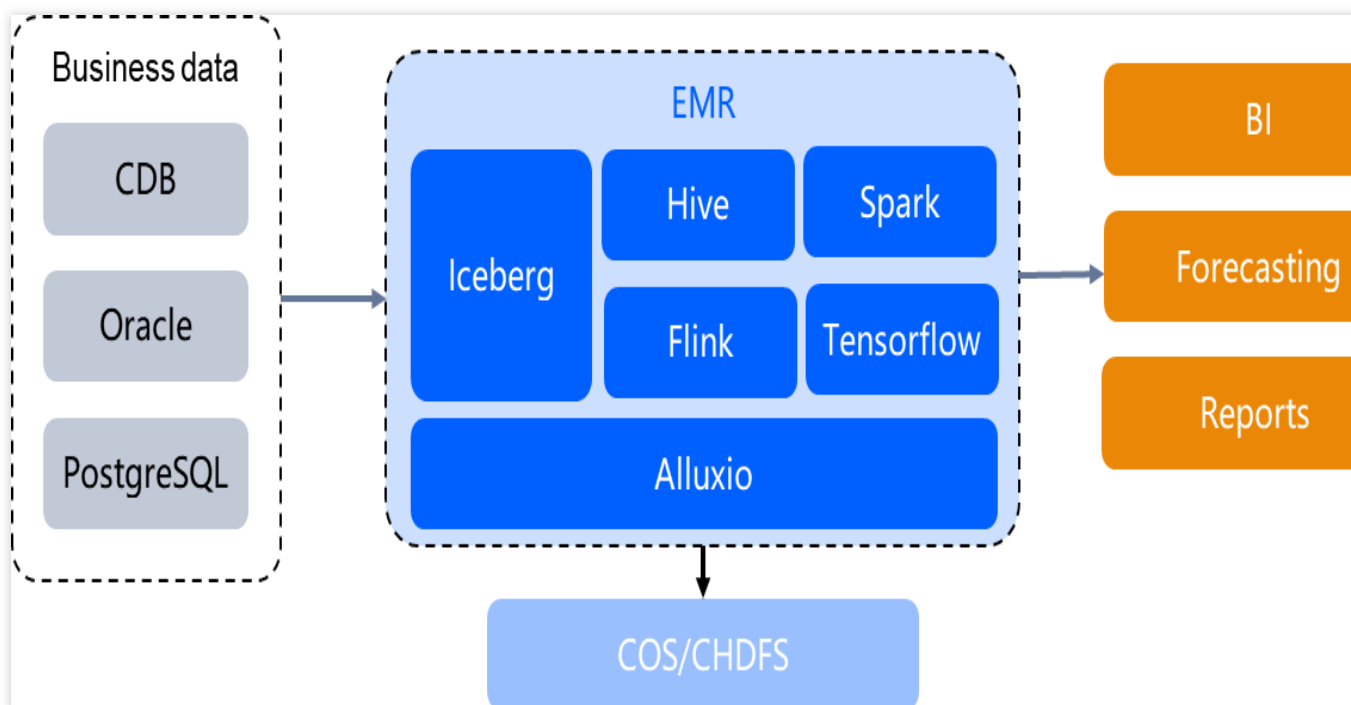 Business data
CDB
Oracle
PostgreSQL
EMR
Iceberg
Hive
Spark
Flink
Tensorflow
Alluxio
COS/CHDFS
BI
Forecasting
Reports